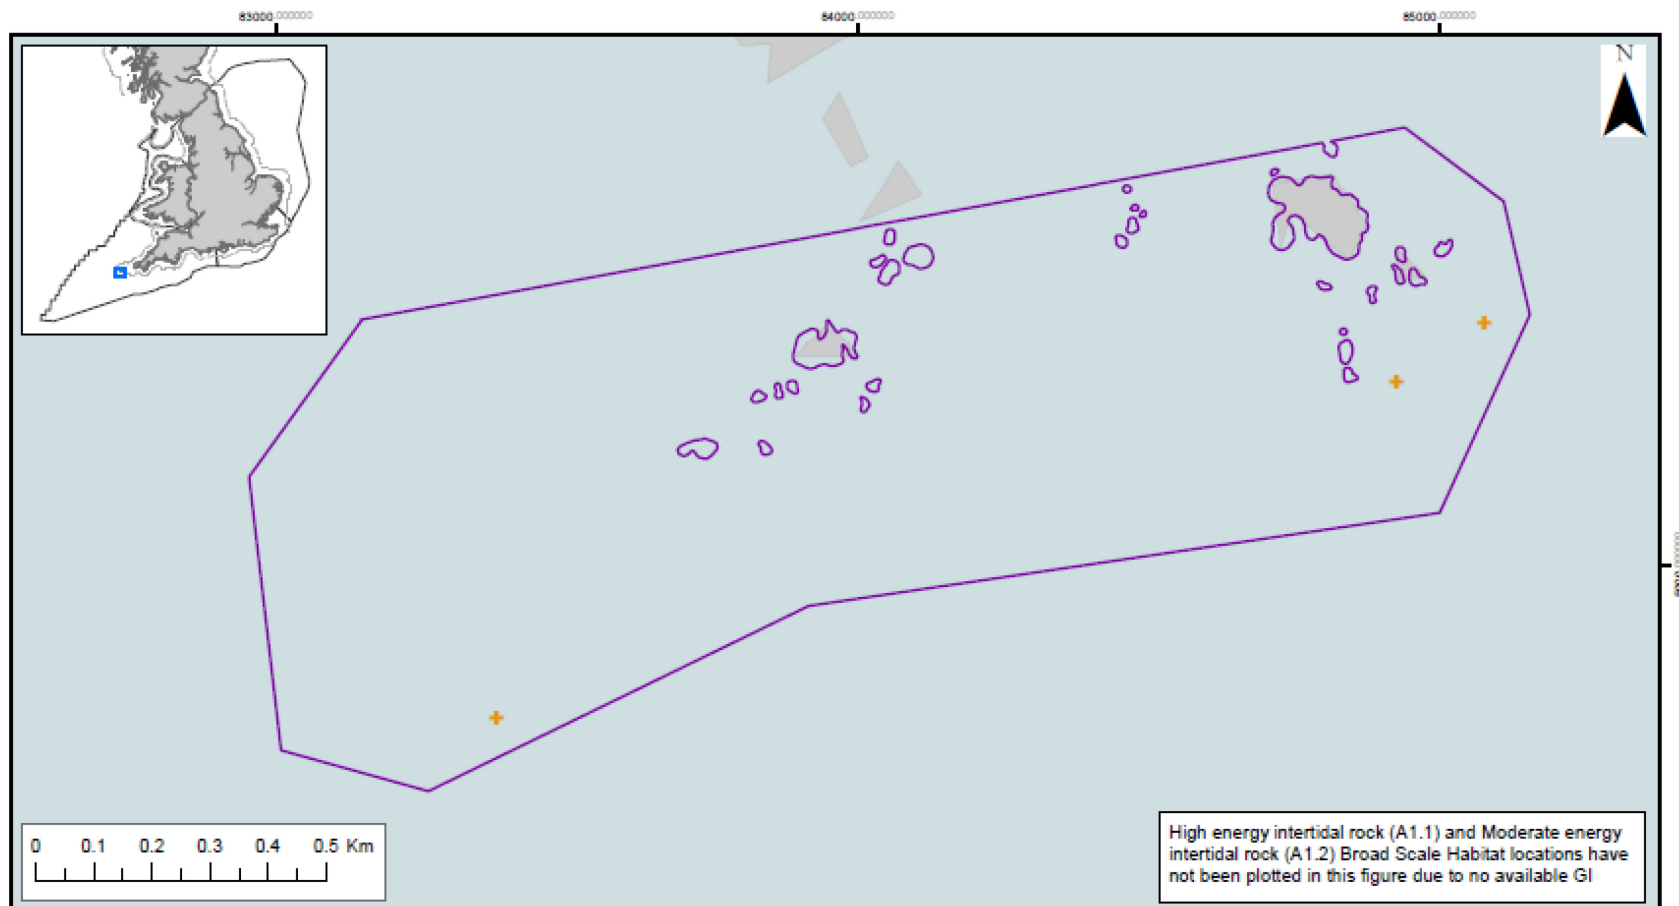 83000.000000
84000.000000
85000.000000
N
0 0.1 0.2 0.3 0.4 0.5 Km
High energy intertidal rock (A1.1) and Moderate energy
intertidal rock (A1.2) Broad Scale Habitat locations have
not been plotted in this figure due to no available GI